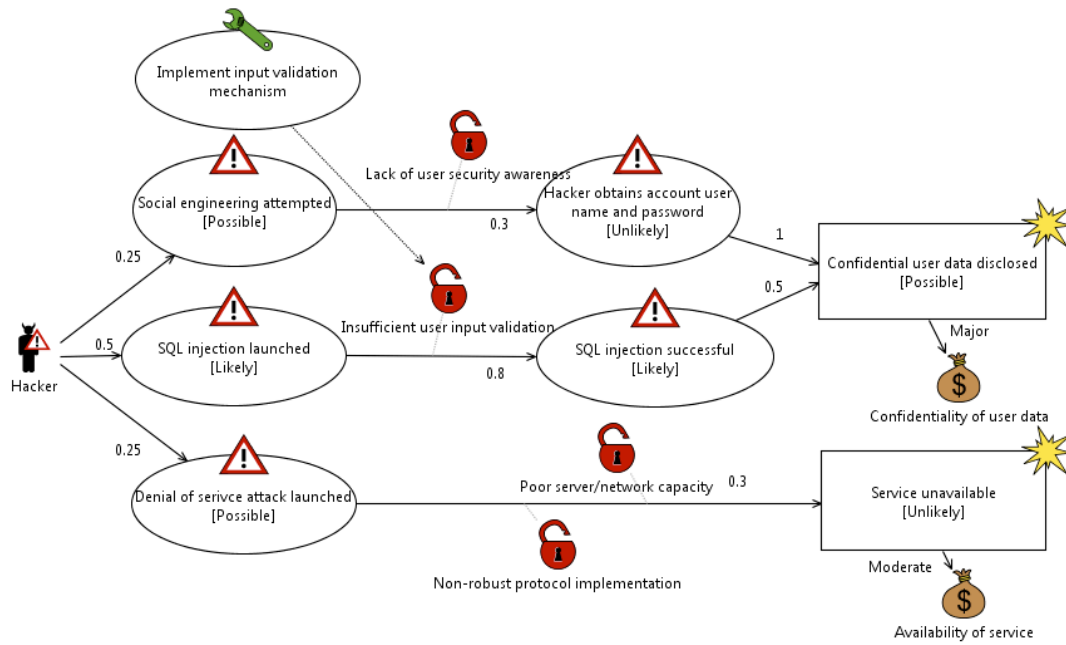 Implement input validation
mechanism
Lack of user security awareness
Social engineering attempted
[Possible]
0.3
Hacker obtains account user
name and password
[Unlikely]
1
Confidential user data disclosed
[Possible]
0.25
0.5
Insufficient user input validation
Hacker
0.5
SQL injection launched
[Likely]
0.8
SQL injection successful
[Likely]
Major
$
Confidentiality of user data
0.25
Denial of serivce attack launched
[Possible]
Poor server/network capacity
0.3
Service unavailable
[Unlikely]
Non-robust protocol implementation
Moderate
$
Availability of service